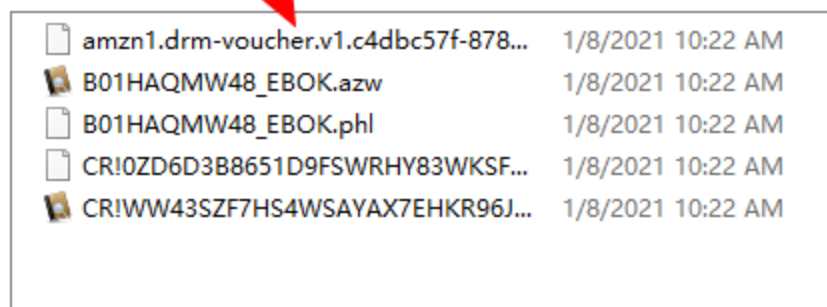 amzn1.drm-voucher.v1.c4dbc57f-878... 1/8/2021 10:22 AM
B01HAQMW48_EBOK.azw 1/8/2021 10:22 AM
B01HAQMW48_EBOK.phl 1/8/2021 10:22 AM
CR!0ZD6D3B8651D9FSWRHY83WKSF... 1/8/2021 10:22 AM
CR!WW43SZF7HS4WSAYAX7EHKR96J... 1/8/2021 10:22 AM